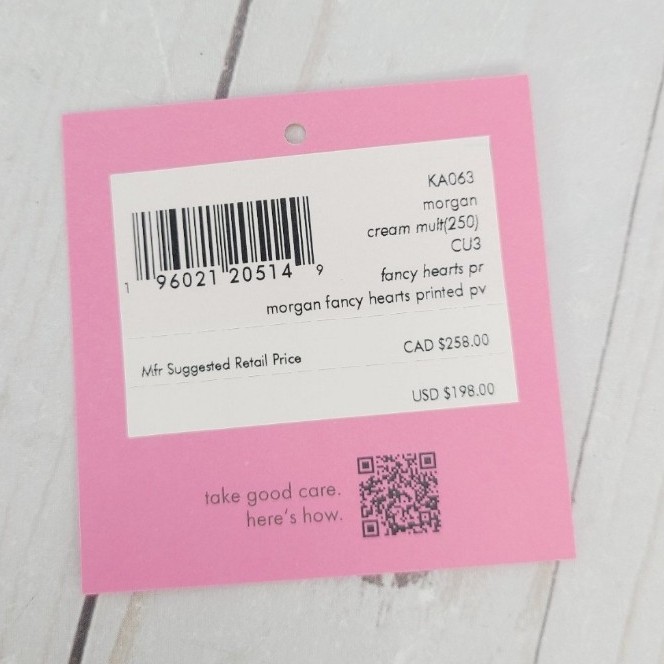 KA063
morgan
cream mult(250)
CU3
1 96021 20514 9
fancy hearts pr
morgan fancy hearts printed pv
Mfr Suggested Retail Price CAD $258.00
USD $198.00
take good care.
here's how.